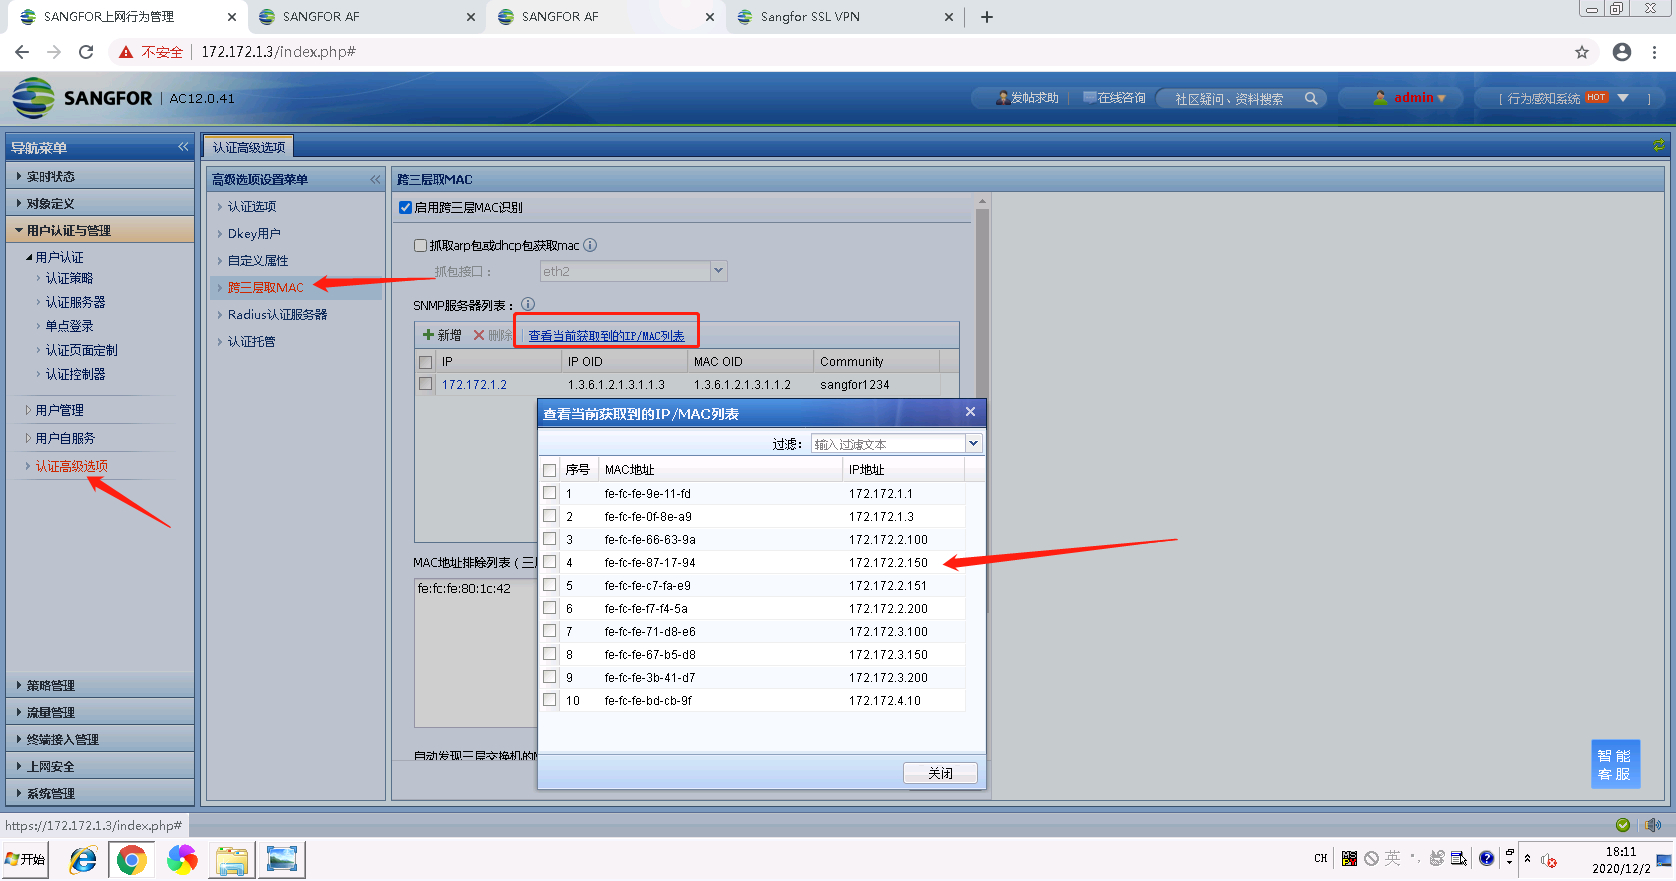 SANGFOR上网行为管理
SANGFOR AF
SANGFOR AF
Sangfor SSL VPN
不安全
172.172.1.3/index.php#
SANGFOR
AC12.0.41
发帖求助
在线咨询
社区疑问、资料搜索
admin
[ 行为感知系统 HOT ]
导航菜单
实时状态
对象定义
用户认证与管理
用户认证
认证策略
认证服务器
单点登录
认证页面定制
认证控制器
用户管理
用户自服务
认证高级选项
策略管理
流量管理
终端接入管理
上网安全
系统管理
认证高级选项
高级选项设置菜单
认证选项
Dkey用户
自定义属性
跨三层取MAC
Radius认证服务器
认证托管
跨三层取MAC
启用跨三层MAC识别
抓取arp包或dhcp包获取mac
抓包接口：
eth2
SNMP服务器列表：
新增
删除
查看当前获取到的IP/MAC列表
IP IP OID MAC OID Community
172.172.1.2 1.3.6.1.2.1.3.1.1.3 1.3.6.1.2.1.3.1.1.2 sangfor1234
MAC地址排除列表（三
fe:fc:fe:80:1c:42
自动发现三层交换机的
查看当前获取到的IP/MAC列表
过滤：
输入过滤文本
序号 MAC地址 IP地址
1 fe-fc-fe-9e-11-fd 172.172.1.1
2 fe-fc-fe-0f-8e-a9 172.172.1.3
3 fe-fc-fe-66-63-9a 172.172.2.100
4 fe-fc-fe-87-17-94 172.172.2.150
5 fe-fc-fe-c7-fa-e9 172.172.2.151
6 fe-fc-fe-f7-f4-5a 172.172.2.200
7 fe-fc-fe-71-d8-e6 172.172.3.100
8 fe-fc-fe-67-b5-d8 172.172.3.150
9 fe-fc-fe-3b-41-d7 172.172.3.200
10 fe-fc-fe-bd-cb-9f 172.172.4.10
关闭
智能
客服
https://172.172.1.3/index.php#
开始
CH
英
18:11
2020/12/2